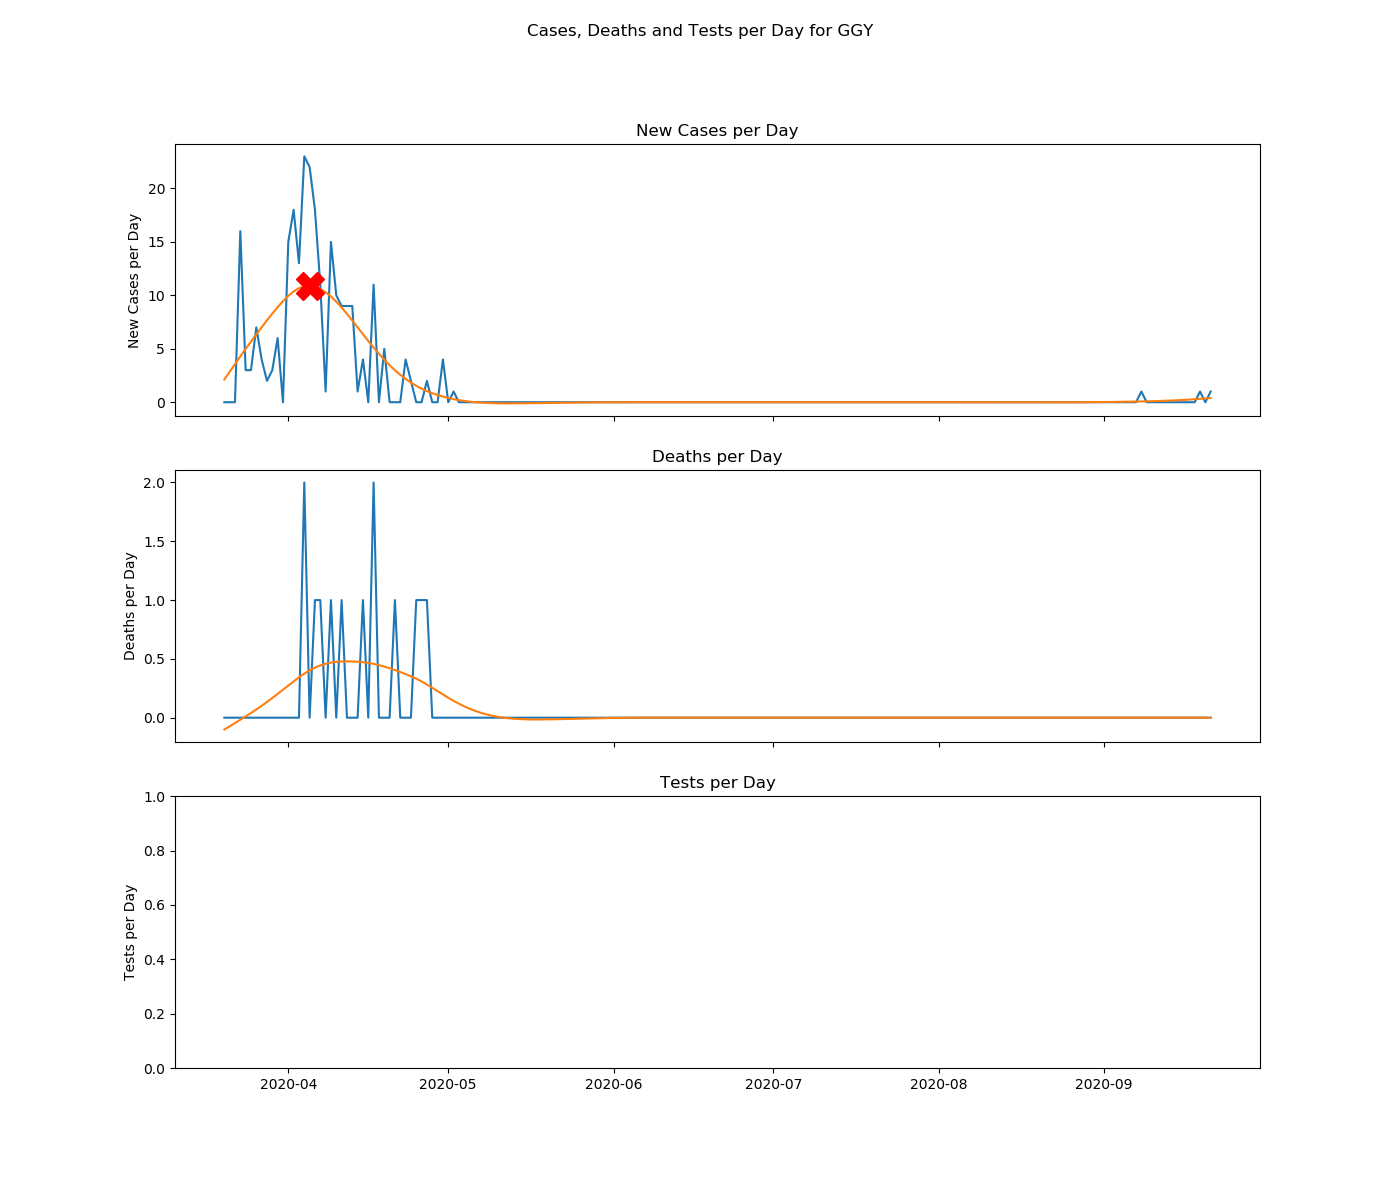 Cases, Deaths and Tests per Day for GGY
New Cases per Day
New Cases per Day
20
15
10
5
0
Deaths per Day
Deaths per Day
2.0
1.5
1.0
0.5
0.0
Tests per Day
Tests per Day
1.0
0.8
0.6
0.4
0.2
0.0
2020-04 2020-05 2020-06 2020-07 2020-08 2020-09